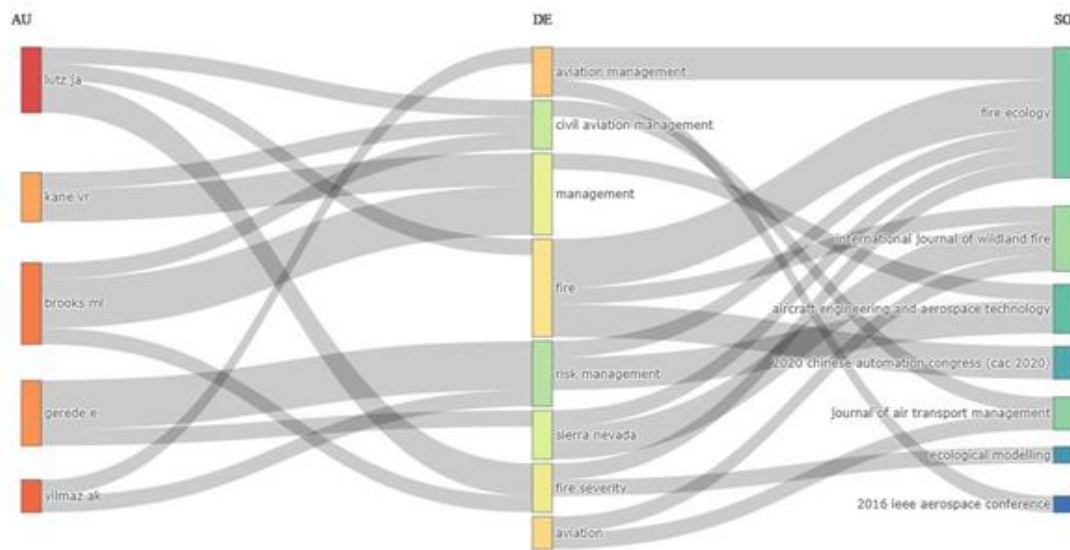 AU
DE
SO
lutz ja
kane vr
brooks ml
gerede e
yilmaz ak
aviation management
civil aviation management
management
fire
risk management
sierra nevada
fire severity
aviation
fire ecology
international journal of wildland fire
aircraft engineering and aerospace technology
2020 chinese automation congress (cac 2020)
journal of air transport management
ecological modelling
2016 ieee aerospace conference